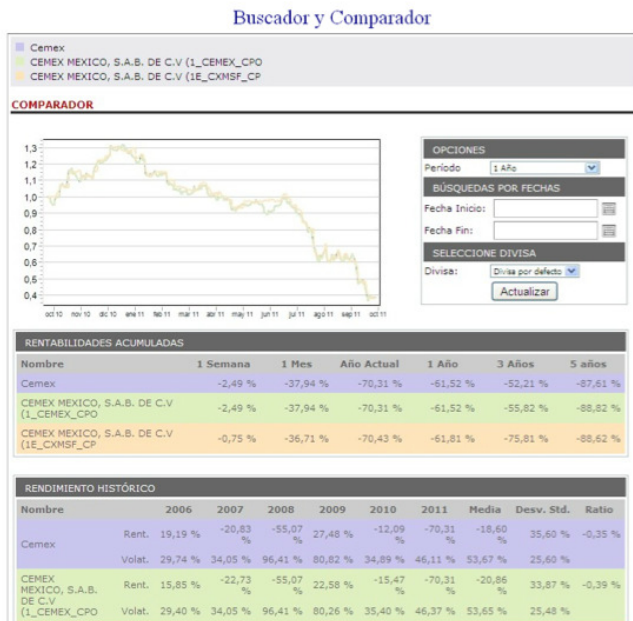 Buscador y Comparador
Cemex
CEMEX MEXICO, S.A.B. DE C.V (1_CEMEX_CPO
CEMEX MEXICO, S.A.B. DE C.V (1E_CXMSF_CP
COMPARADOR
1,3
1,2
1,1
1,0
0,9
0,8
0,7
0,6
0,5
0,4
oct 10 nov 10 dic 10 ene 11 feb 11 mar 11 abr 11 may 11 jun 11 jul 11 ago 11 sep 11 oct 11
OPCIONES
Período 1 Año
BÚSQUEDAS POR FECHAS
Fecha Inicio:
Fecha Fin:
SELECCIONE DIVISA
Divisa: Divisa por defecto
Actualizar
RENTABILIDADES ACUMULADAS
Nombre 1 Semana 1 Mes Año Actual 1 Año 3 Años 5 años
Cemex -2,49 % -37,94 % -70,31 % -61,52 % -52,21 % -87,61 %
CEMEX MEXICO, S.A.B. DE C.V
(1_CEMEX_CPO -2,49 % -37,94 % -70,31 % -61,52 % -55,82 % -88,82 %
CEMEX MEXICO, S.A.B. DE C.V
(1E_CXMSF_CP -0,75 % -36,71 % -70,43 % -61,81 % -75,81 % -88,62 %
RENDIMIENTO HISTÓRICO
Nombre 2006 2007 2008 2009 2010 2011 Media Desv. Std. Ratio
Cemex
Rent. 19,19 % -20,83 % -55,07 % 27,48 % -12,09 % -70,31 % -18,60 % 35,60 % -0,35 %
Volat. 29,74 % 34,05 % 96,41 % 80,82 % 34,89 % 46,11 % 53,67 % 25,60 %
CEMEX
MEXICO, S.A.B.
DE C.V
(1_CEMEX_CPO
Rent. 15,85 % -22,73 % -55,07 % 22,58 % -15,47 % -70,31 % -20,86 % 33,87 % -0,39 %
Volat. 29,40 % 34,05 % 96,41 % 80,26 % 35,40 % 46,37 % 53,65 % 25,48 %